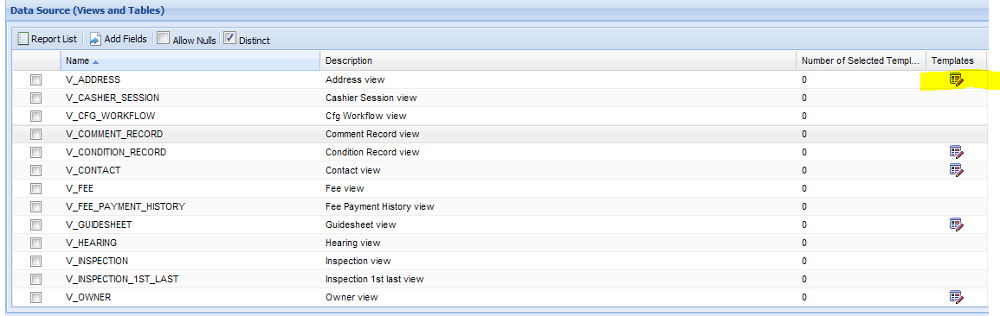 Data Source (Views and Tables)
Report List Add Fields Allow Nulls Distinct
Name Description Number of Selected Templ... Templates
V_ADDRESS Address view 0
V_CASHIER_SESSION Cashier Session view 0
V_CFG_WORKFLOW Cfg Workflow view 0
V_COMMENT_RECORD Comment Record view 0
V_CONDITION_RECORD Condition Record view 0
V_CONTACT Contact view 0
V_FEE Fee view 0
V_FEE_PAYMENT_HISTORY Fee Payment History view 0
V_GUIDESHEET Guidesheet view 0
V_HEARING Hearing view 0
V_INSPECTION Inspection view 0
V_INSPECTION_1ST_LAST Inspection 1st last view 0
V_OWNER Owner view 0